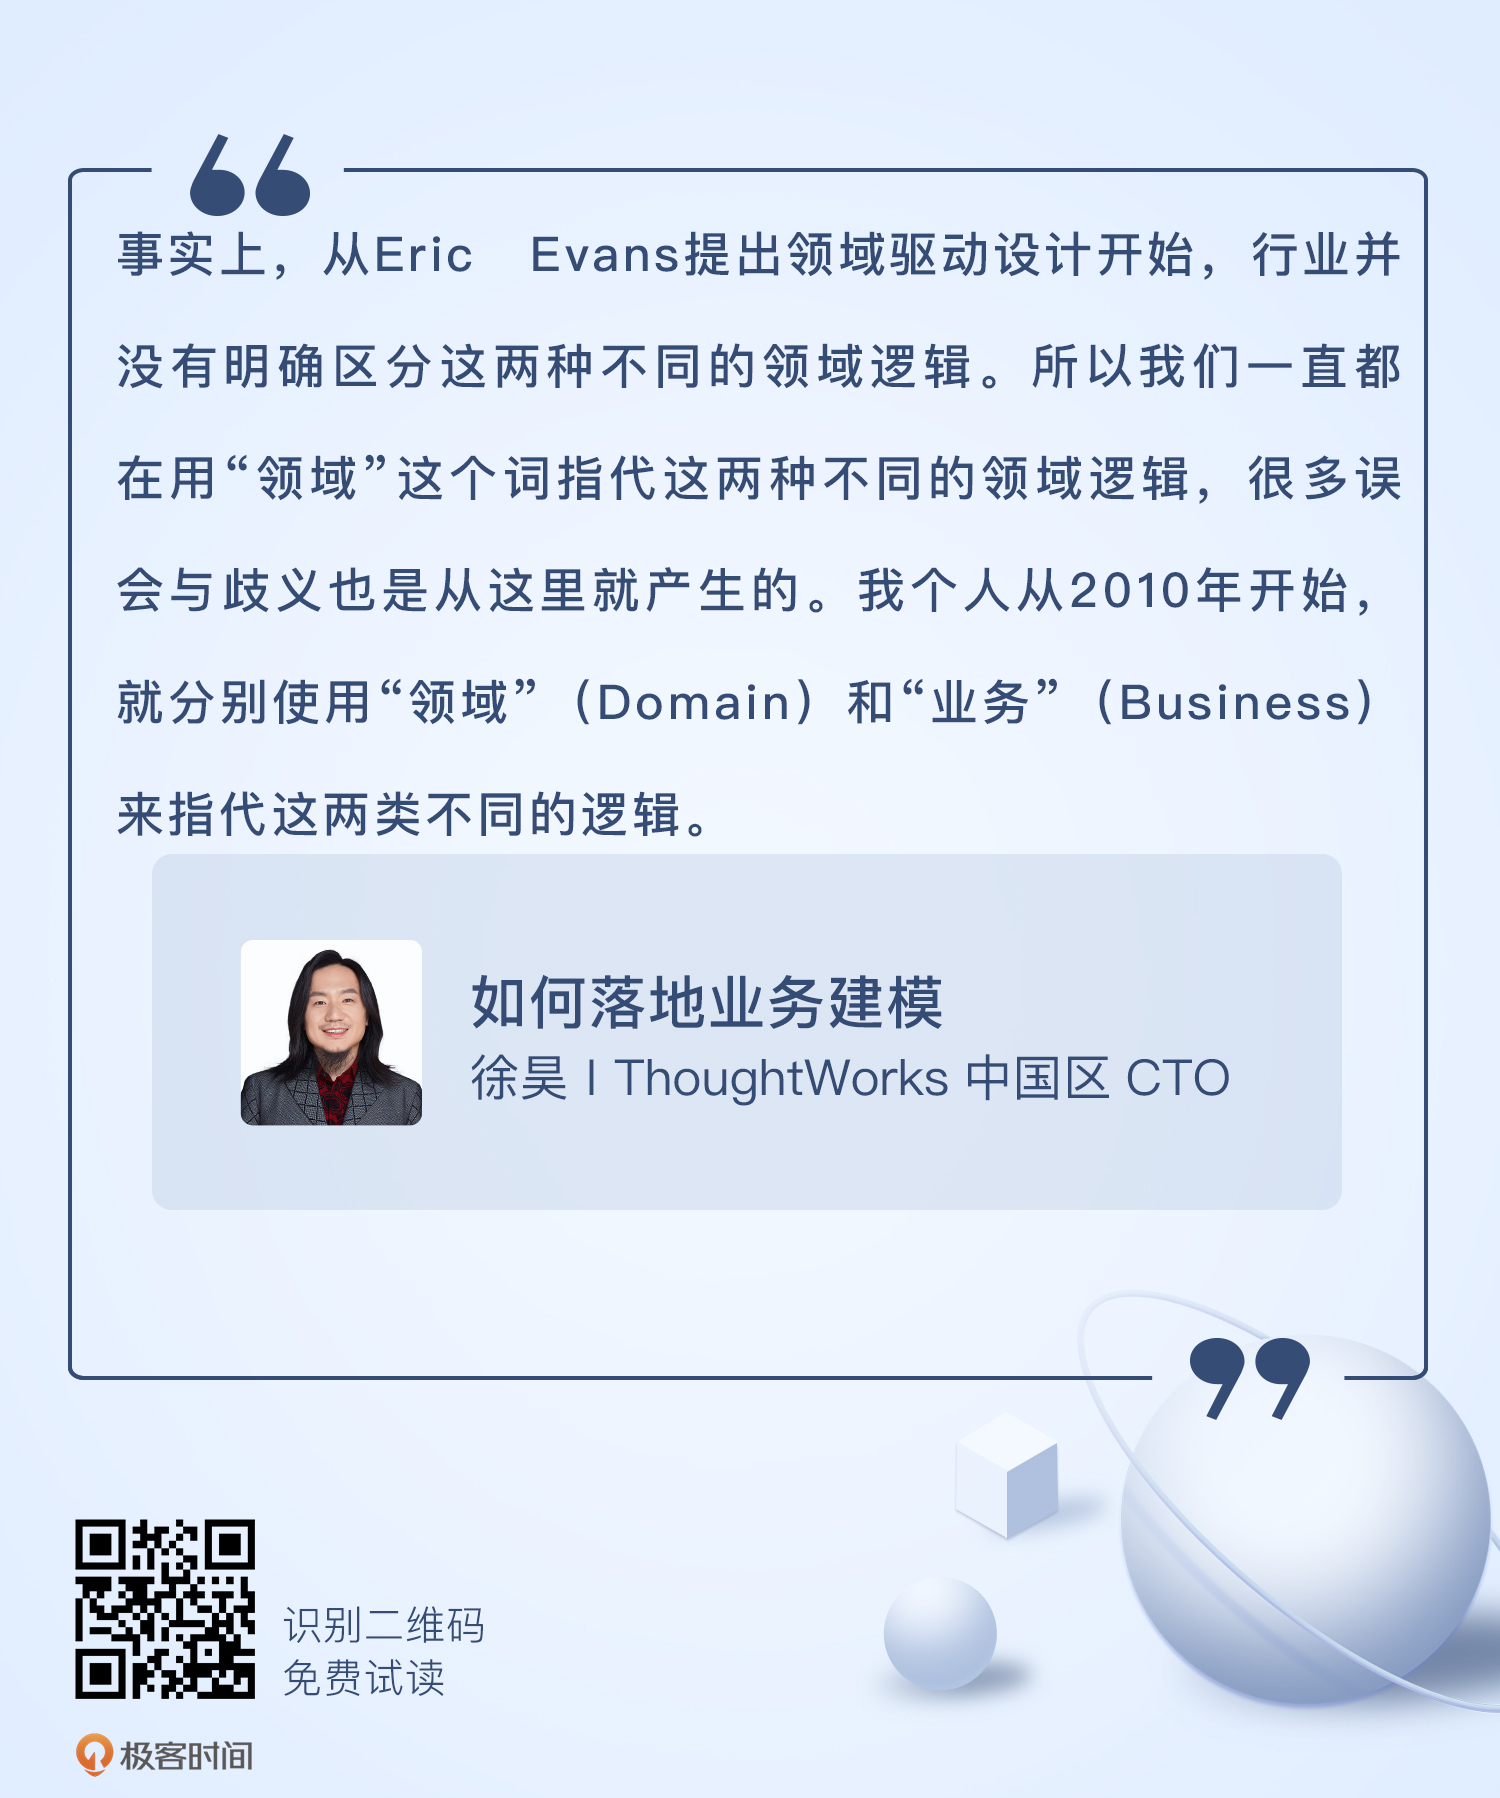 事实上，从Eric　Evans提出领域驱动设计开始，行业并
没有明确区分这两种不同的领域逻辑。所以我们一直都
在用“领域”这个词指代这两种不同的领域逻辑，很多误
会与歧义也是从这里就产生的。我个人从2010年开始，
就分别使用“领域”（Domain）和“业务”（Business）
来指代这两类不同的逻辑。
如何落地业务建模
徐昊 | ThoughtWorks 中国区 CTO
识别二维码
免费试读
极客时间